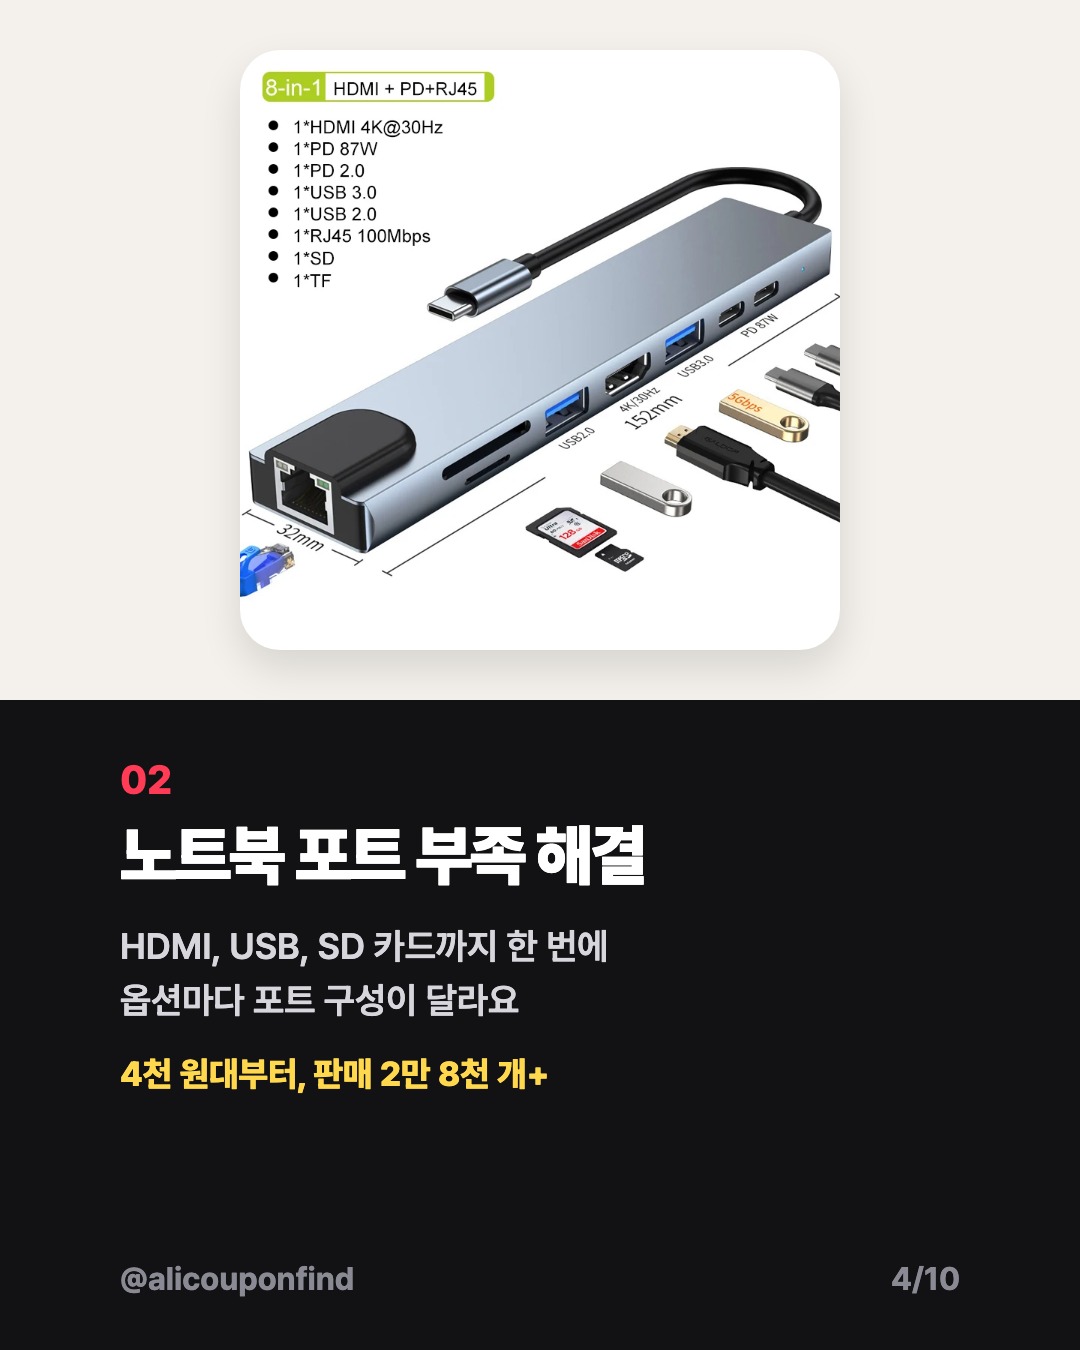 8-in-1 HDMI + PD+RJ45
1*HDMI 4K@30Hz
1*PD 87W
1*PD 2.0
1*USB 3.0
1*USB 2.0
1*RJ45 100Mbps
1*SD
1*TF
PD 87W
USB3.0
4K/30Hz
152mm
USB2.0
5Gbps
32mm
Ultra
128
SanDisk
02
노트북 포트 부족 해결
HDMI, USB, SD 카드까지 한 번에
옵션마다 포트 구성이 달라요
4천 원대부터, 판매 2만 8천 개+
@alicouponfind
4/10